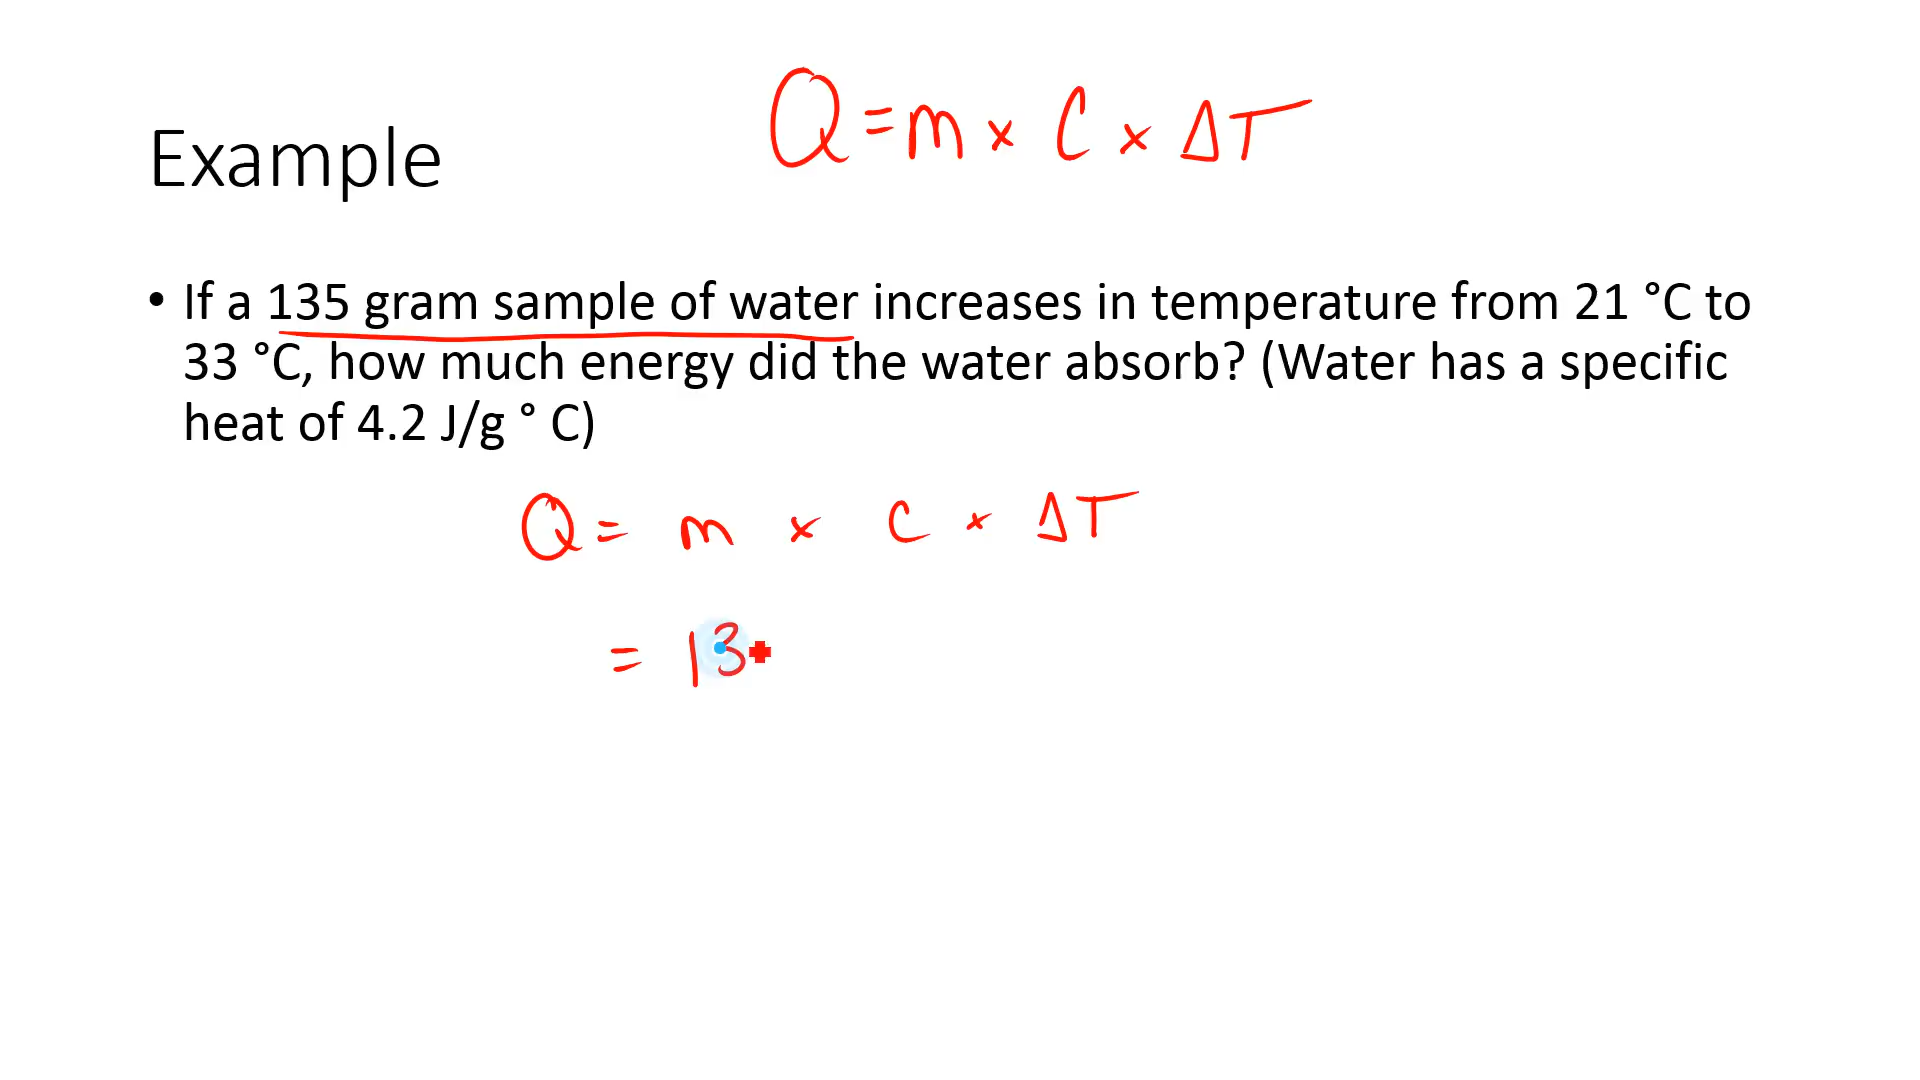 Q = m × C × ΔT
Example
• If a 135 gram sample of water increases in temperature from 21 °C to
33 °C, how much energy did the water absorb? (Water has a specific
heat of 4.2 J/g ° C)
Q = m × C × ΔT
= 13